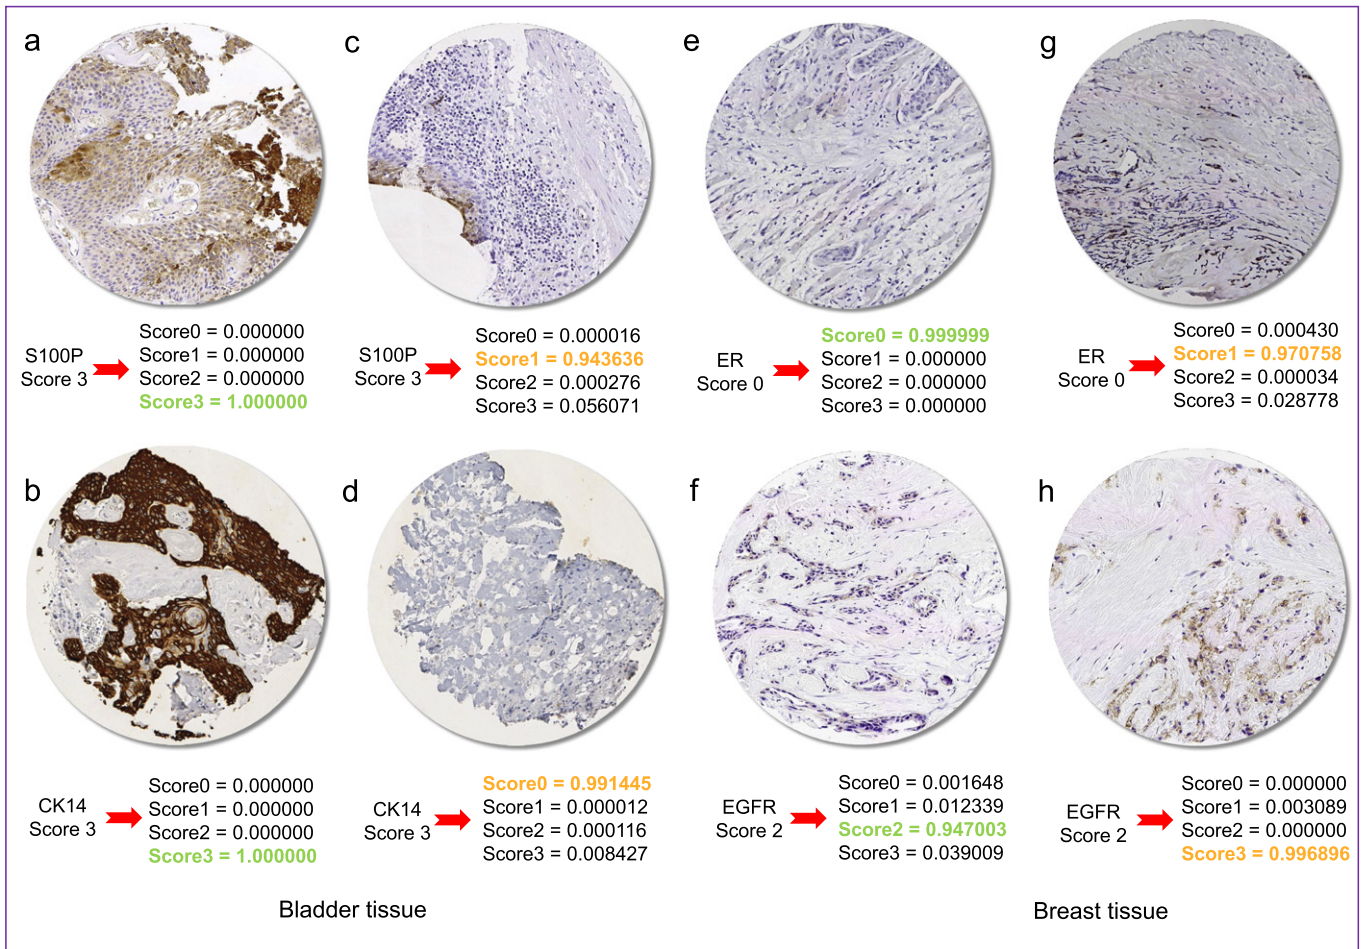 a
S100P
Score 3
Score0 = 0.000000
Score1 = 0.000000
Score2 = 0.000000
Score3 = 1.000000
c
S100P
Score 3
Score0 = 0.000016
Score1 = 0.943636
Score2 = 0.000276
Score3 = 0.056071
e
ER
Score 0
Score0 = 0.999999
Score1 = 0.000000
Score2 = 0.000000
Score3 = 0.000000
g
ER
Score 0
Score0 = 0.000430
Score1 = 0.970758
Score2 = 0.000034
Score3 = 0.028778
b
CK14
Score 3
Score0 = 0.000000
Score1 = 0.000000
Score2 = 0.000000
Score3 = 1.000000
d
CK14
Score 3
Score0 = 0.991445
Score1 = 0.000012
Score2 = 0.000116
Score3 = 0.008427
f
EGFR
Score 2
Score0 = 0.001648
Score1 = 0.012339
Score2 = 0.947003
Score3 = 0.039009
h
EGFR
Score 2
Score0 = 0.000000
Score1 = 0.003089
Score2 = 0.000000
Score3 = 0.996896
Bladder tissue
Breast tissue